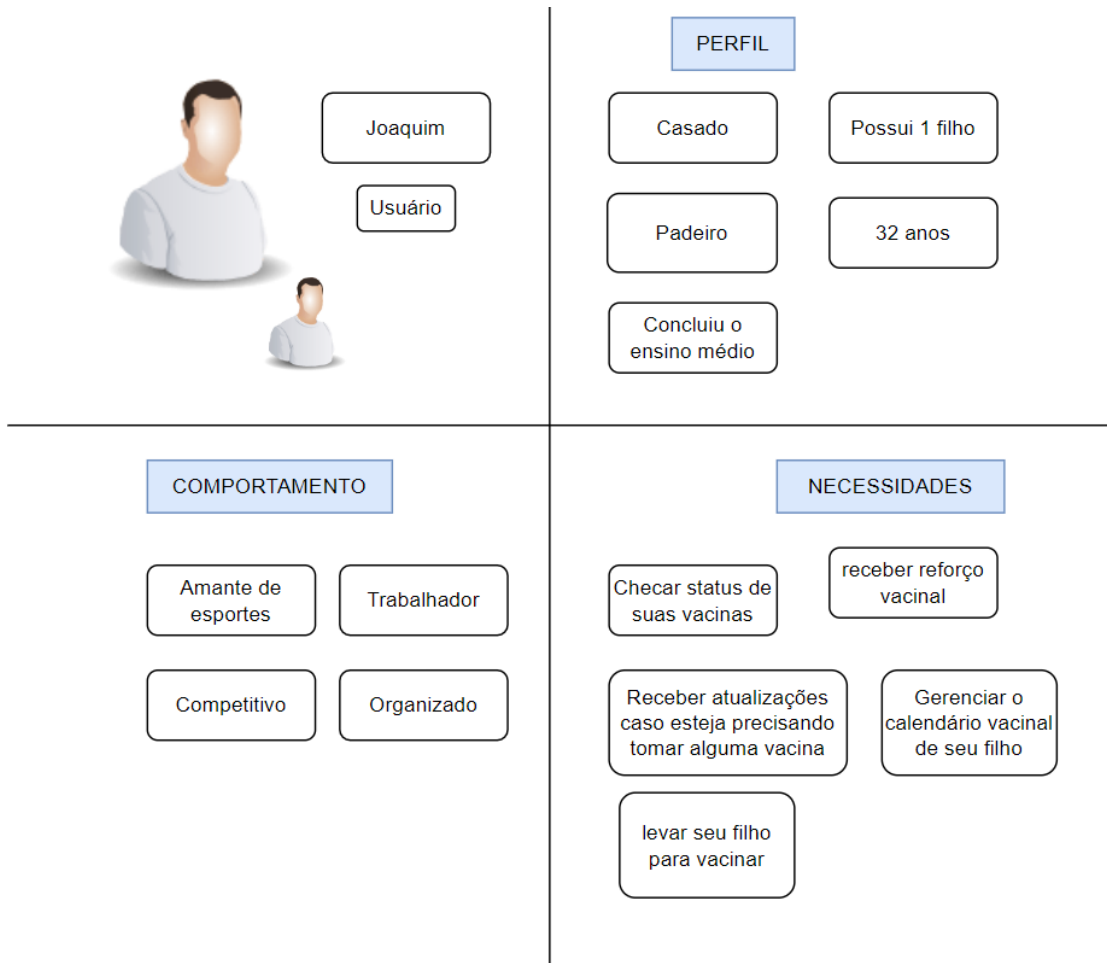 Joaquim
Usuário
PERFIL
Casado
Possui 1 filho
Padeiro
32 anos
Concluiu o
ensino médio
COMPORTAMENTO
Amante de
esportes
Trabalhador
Competitivo
Organizado
NECESSIDADES
Checar status de
suas vacinas
receber reforço
vacinal
Receber atualizações
caso esteja precisando
tomar alguma vacina
Gerenciar o
calendário vacinal
de seu filho
levar seu filho
para vacinar